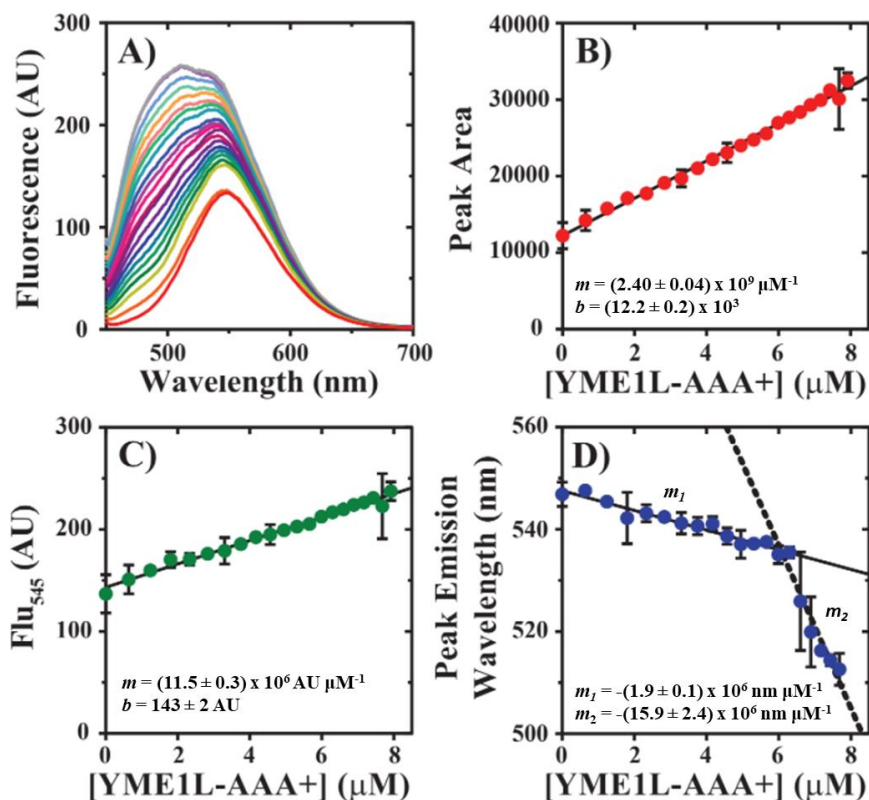 A)
Fluorescence (AU)
300
200
100
0
500
600
700
Wavelength (nm)
B)
Peak Area
40000
30000
20000
10000
0
m = (2.40 ± 0.04) x 10⁹ μM⁻¹
b = (12.2 ± 0.2) x 10³
0 2 4 6 8
[YME1L-AAA+] (μM)
C)
Flu₅₄₅
(AU)
300
200
100
0
m = (11.5 ± 0.3) x 10⁶ AU μM⁻¹
b = 143 ± 2 AU
0 2 4 6 8
[YME1L-AAA+] (μM)
D)
Peak Emission
Wavelength (nm)
560
540
520
500
m₁
m₂
m₁ = -(1.9 ± 0.1) x 10⁶ nm μM⁻¹
m₂ = -(15.9 ± 2.4) x 10⁶ nm μM⁻¹
0 2 4 6 8
[YME1L-AAA+] (μM)